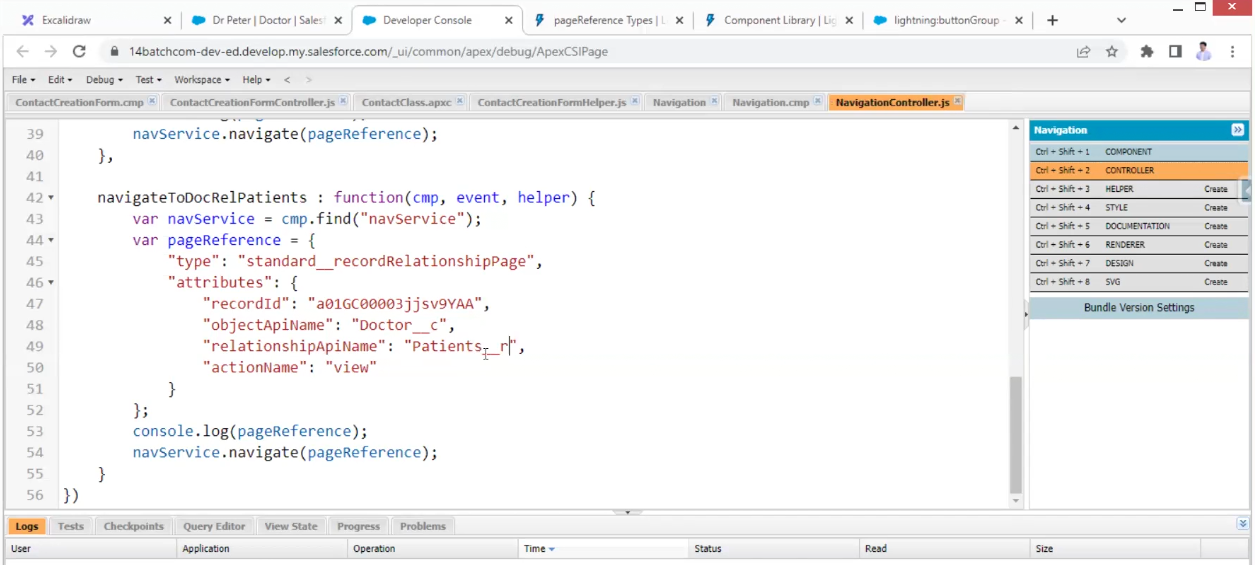 Excalidraw
Dr Peter | Doctor | Salesf
Developer Console
pageReference Types | L
Component Library | Lig
lightning:buttonGroup -
14batchcom-dev-ed.develop.my.salesforce.com/_ui/common/apex/debug/ApexCSIPage
File Edit Debug Test Workspace Help < >
ContactCreationForm.cmp ContactCreationFormController.js ContactClass.apxc ContactCreationFormHelper.js Navigation Navigation.cmp NavigationController.js
39 navService.navigate(pageReference);
40 },
41
42 navigateToDocRelPatients : function(cmp, event, helper) {
43 var navService = cmp.find("navService");
44 var pageReference = {
45 "type": "standard__recordRelationshipPage",
46 "attributes": {
47 "recordId": "a01GC00003jjsv9YAA",
48 "objectApiName": "Doctor__c",
49 "relationshipApiName": "Patients__r",
50 "actionName": "view"
51 }
52 };
53 console.log(pageReference);
54 navService.navigate(pageReference);
55 }
56 })
Navigation
Ctrl + Shift + 1 COMPONENT
Ctrl + Shift + 2 CONTROLLER
Ctrl + Shift + 3 HELPER Create
Ctrl + Shift + 4 STYLE Create
Ctrl + Shift + 5 DOCUMENTATION Create
Ctrl + Shift + 6 RENDERER Create
Ctrl + Shift + 7 DESIGN Create
Ctrl + Shift + 8 SVG Create
Bundle Version Settings
Logs Tests Checkpoints Query Editor View State Progress Problems
User Application Operation Time Status Read Size